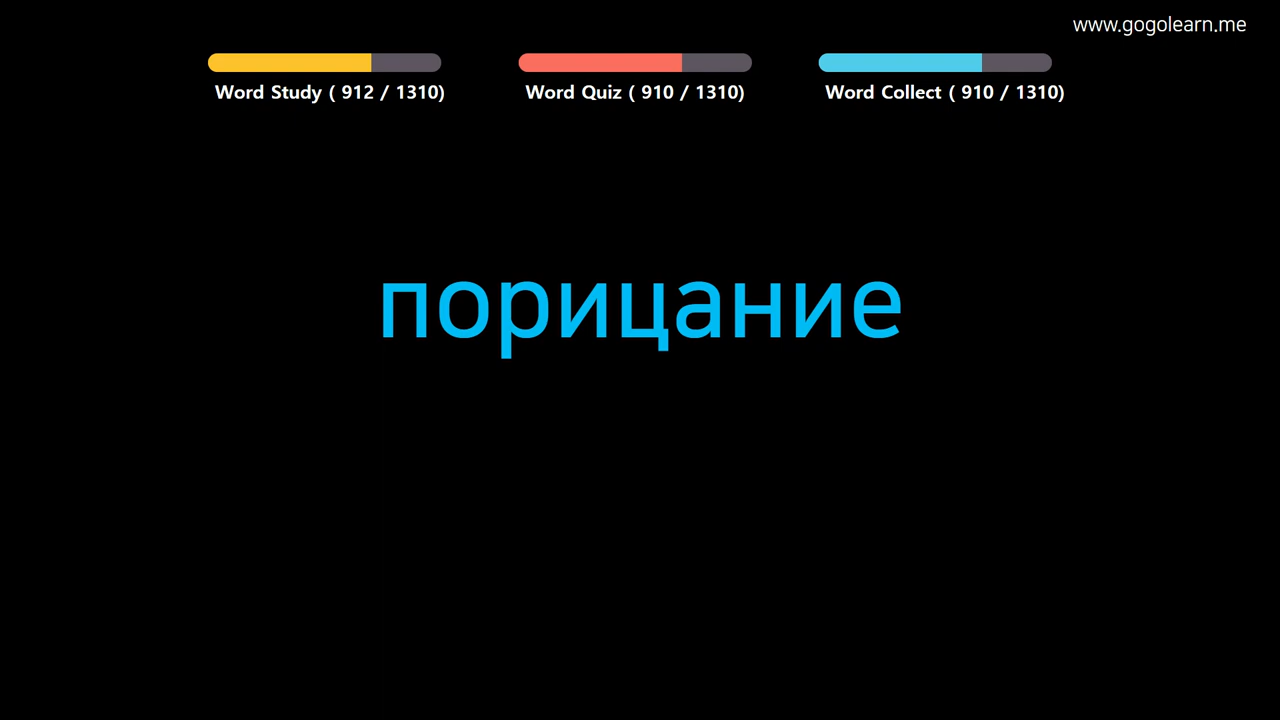 www.gogolearn.me
Word Study ( 912 / 1310)
Word Quiz ( 910 / 1310)
Word Collect ( 910 / 1310)
порицание